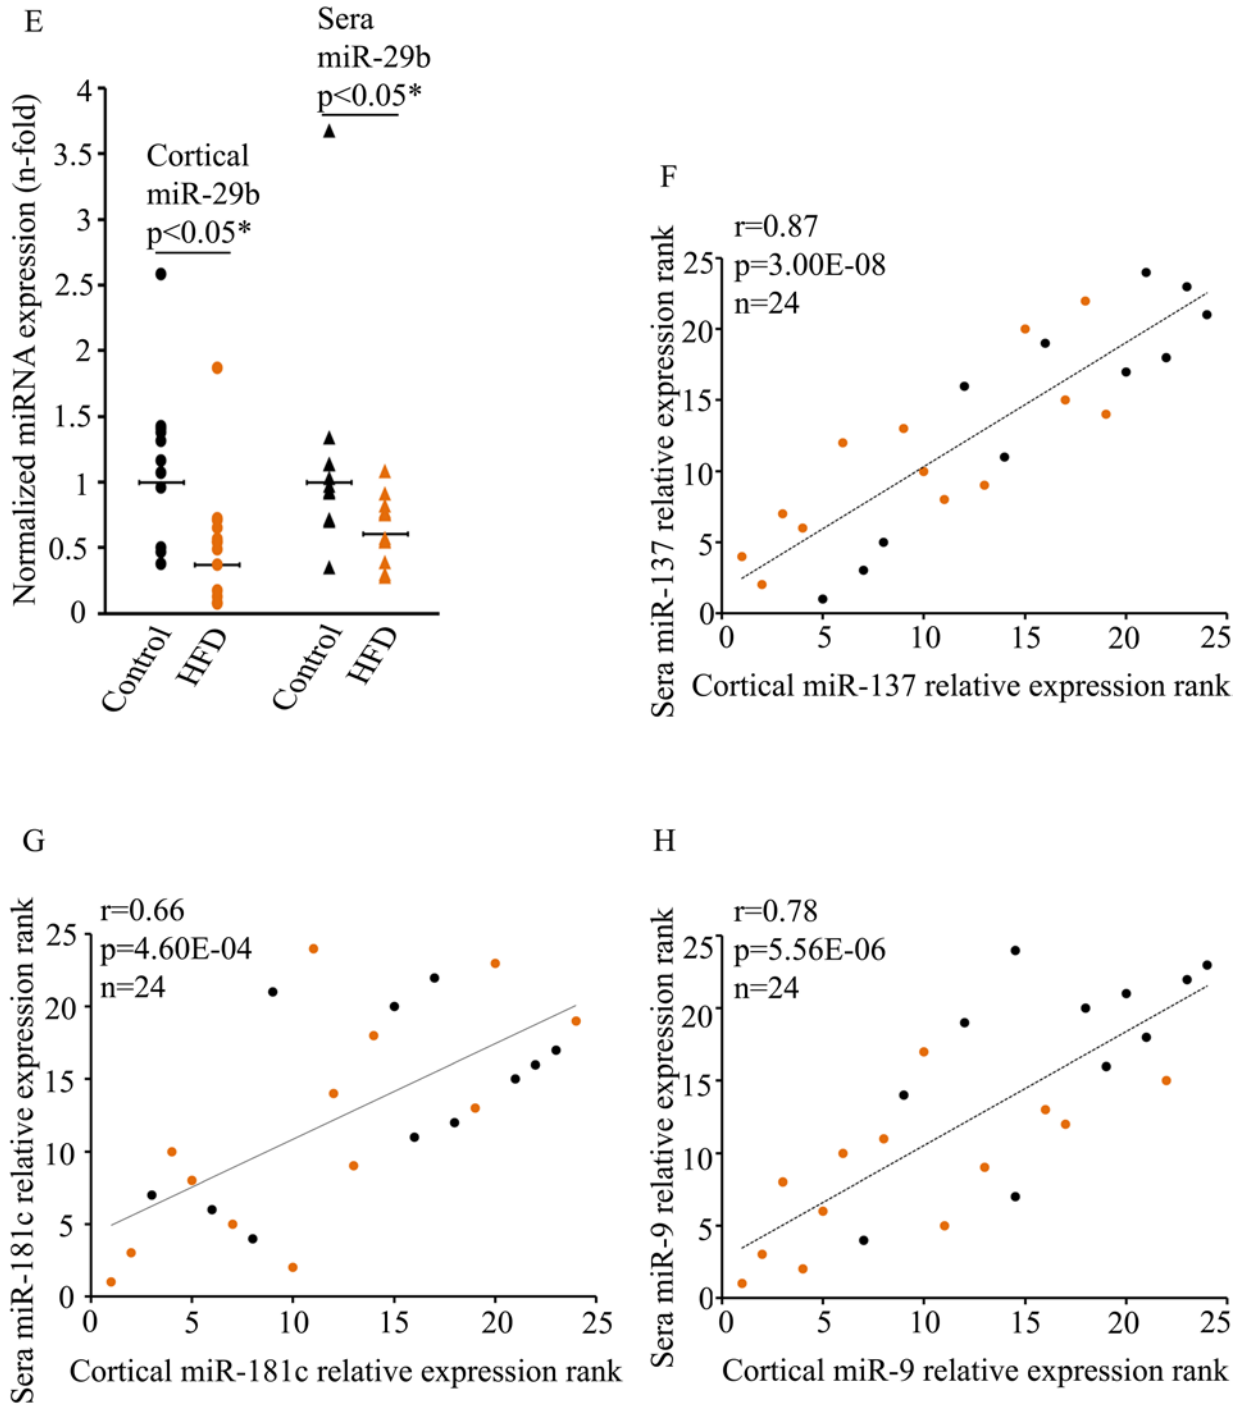 E
Sera
miR-29b
p<0.05*
Cortical
miR-29b
p<0.05*
Normalized miRNA expression (n-fold)
4
3.5
3
2.5
2
1.5
1
0.5
0
Control
HFD
Control
HFD
F
r=0.87
p=3.00E-08
n=24
Sera miR-137 relative expression rank
25
20
15
10
5
0
0 5 10 15 20 25
Cortical miR-137 relative expression rank
G
r=0.66
p=4.60E-04
n=24
Sera miR-181c relative expression rank
25
20
15
10
5
0
0 5 10 15 20 25
Cortical miR-181c relative expression rank
H
r=0.78
p=5.56E-06
n=24
Sera miR-9 relative expression rank
25
20
15
10
5
0
0 5 10 15 20 25
Cortical miR-9 relative expression rank